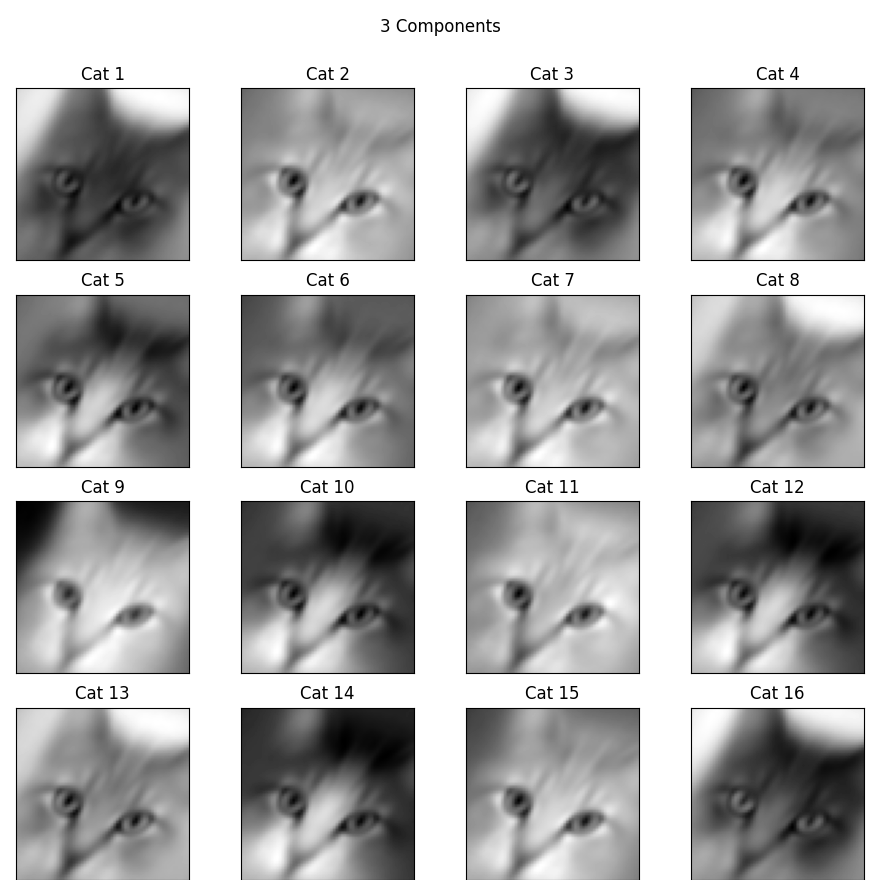 3 Components
Cat 1 Cat 2 Cat 3 Cat 4
Cat 5 Cat 6 Cat 7 Cat 8
Cat 9 Cat 10 Cat 11 Cat 12
Cat 13 Cat 14 Cat 15 Cat 16